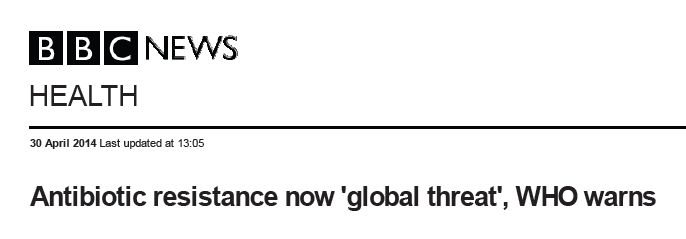 BBC NEWS
HEALTH
30 April 2014 Last updated at 13:05
Antibiotic resistance now 'global threat', WHO warns